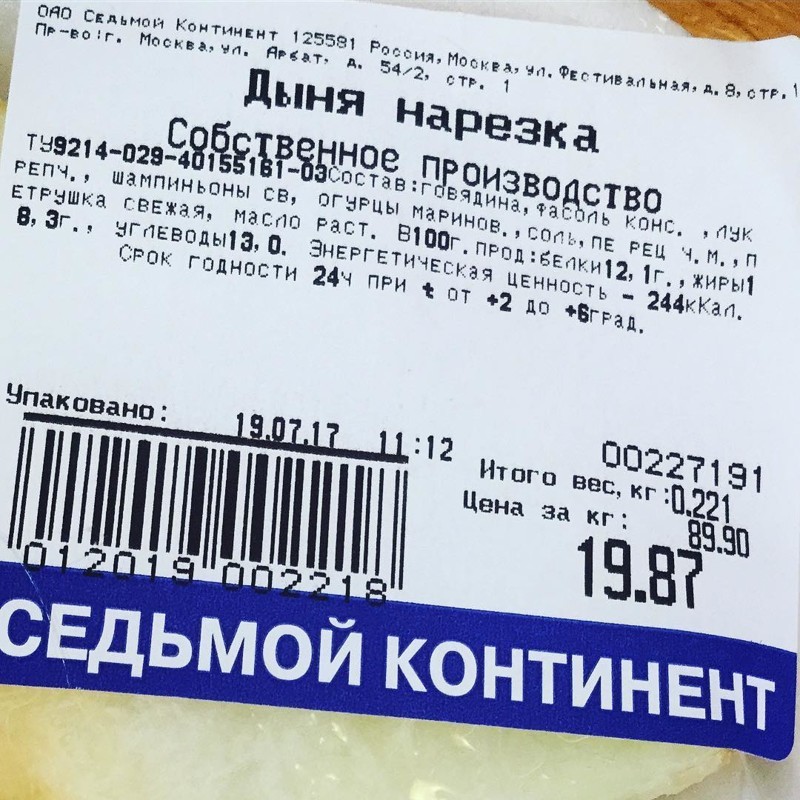 ОАО Седьмой Континент 125581 Россия, Москва, ул. Фестивальная, д. 8, стр. 1
Пр-во:г. Москва, ул. Арбат, д. 54/2, стр. 1
Дыня нарезка
Собственное производство
ТУ9214-029-40155161-03Состав:говядина, фасоль конс. , лук
репч. , шампиньоны св, огурцы маринов. , соль, пе рец ч. м. , п
етрушка свежая, масло раст. В100г. прод:белки12, 1г. , жиры1
8, 3г. , углеводы13, 0. Энергетическая ценность - 244кКал.
Срок годности 24ч при t от +2 до +6град.
Упаковано: 19.07.17 11:12
00227191
Итого вес, кг:0.221
Цена за кг: 89.90
19.87
012019 002218
СЕДЬМОЙ КОНТИНЕНТ